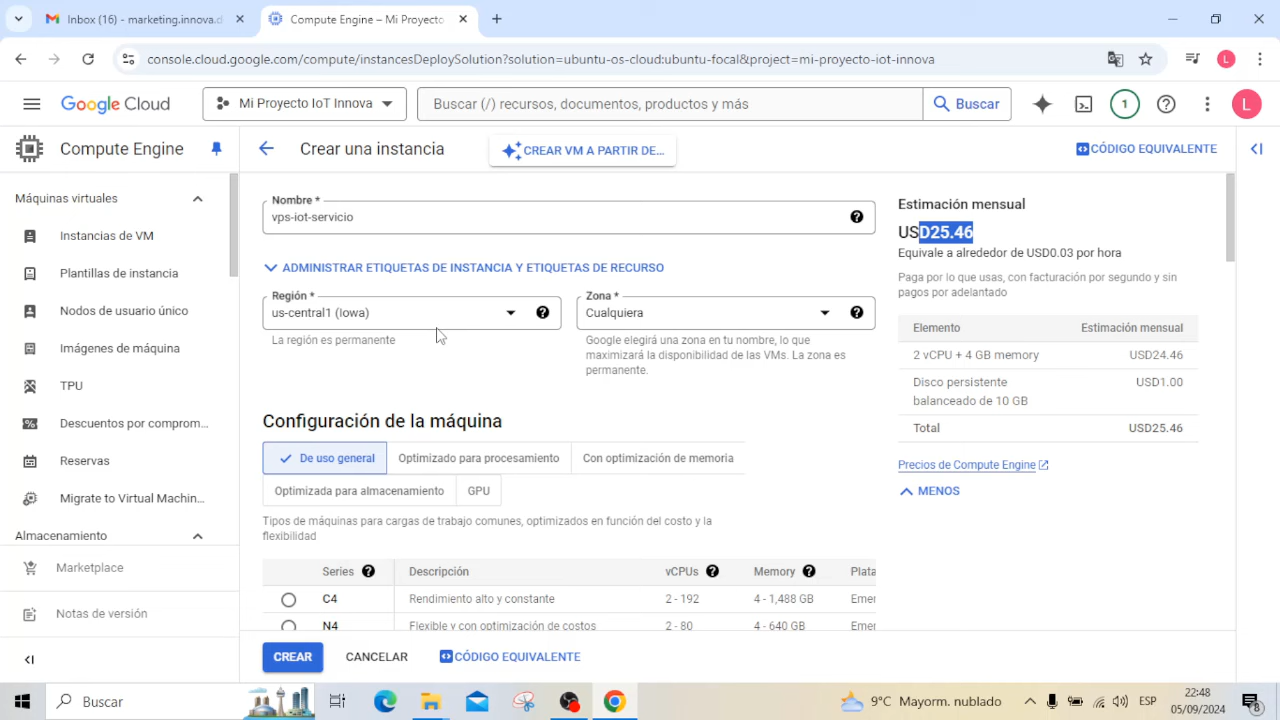 Inbox (16) - marketing.innova.d
Compute Engine – Mi Proyecto
console.cloud.google.com/compute/instancesDeploySolution?solution=ubuntu-os-cloud:ubuntu-focal&project=mi-proyecto-iot-innova
L
Google Cloud
Mi Proyecto IoT Innova
Buscar (/) recursos, documentos, productos y más
Buscar
1
L
Compute Engine
Crear una instancia
CREAR VM A PARTIR DE…
CÓDIGO EQUIVALENTE
Máquinas virtuales
Instancias de VM
Plantillas de instancia
Nodos de usuario único
Imágenes de máquina
TPU
Descuentos por comprom…
Reservas
Migrate to Virtual Machin…
Almacenamiento
Marketplace
Notas de versión
Nombre *
vps-iot-servicio
ADMINISTRAR ETIQUETAS DE INSTANCIA Y ETIQUETAS DE RECURSO
Región *
us-central1 (Iowa)
La región es permanente
Zona *
Cualquiera
Google elegirá una zona en tu nombre, lo que
maximizará la disponibilidad de las VMs. La zona es
permanente.
Configuración de la máquina
De uso general
Optimizado para procesamiento
Con optimización de memoria
Optimizada para almacenamiento
GPU
Tipos de máquinas para cargas de trabajo comunes, optimizados en función del costo y la
flexibilidad
Series Descripción vCPUs Memory Plata
C4 Rendimiento alto y constante 2 - 192 4 - 1,488 GB Emer
N4 Flexible y con optimización de costos 2 - 80 4 - 640 GB Emer
CREAR
CANCELAR
CÓDIGO EQUIVALENTE
Estimación mensual
USD25.46
Equivale a alrededor de USD0.03 por hora
Paga por lo que usas, con facturación por segundo y sin
pagos por adelantado
Elemento Estimación mensual
2 vCPU + 4 GB memory USD24.46
Disco persistente USD1.00
balanceado de 10 GB
Total USD25.46
Precios de Compute Engine
MENOS
Buscar
9°C Mayorm. nublado
ESP
22:48
05/09/2024
8